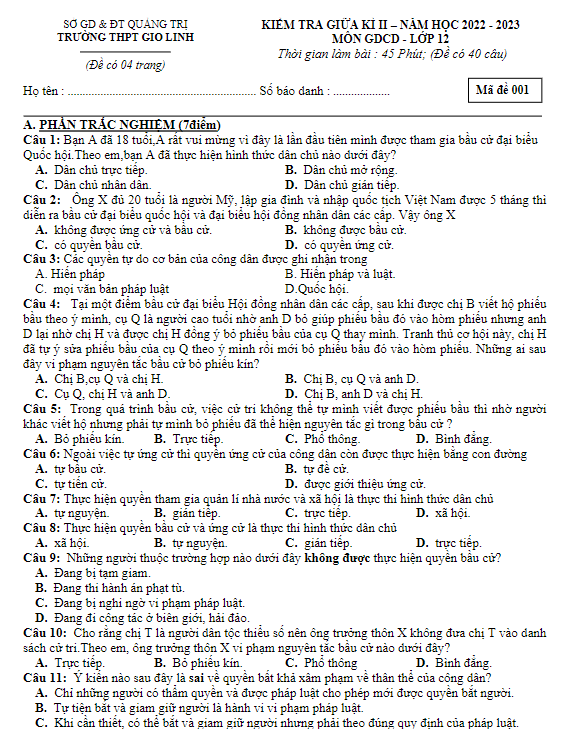 SỞ GD & ĐT QUẢNG TRỊ
TRƯỜNG THPT GIO LINH
(Đề có 04 trang)
KIỂM TRA GIỮA KÌ II – NĂM HỌC 2022 - 2023
MÔN GDCD - LỚP 12
Thời gian làm bài : 45 Phút; (Đề có 40 câu)
Họ tên : ............................................................... Số báo danh : ...................
Mã đề 001
A. PHẦN TRẮC NGHIỆM (7điểm)
Câu 1: Bạn A đã 18 tuổi,A rất vui mừng vì đây là lần đầu tiên mình được tham gia bầu cử đại biểu
Quốc hội.Theo em,bạn A đã thực hiện hình thức dân chủ nào dưới đây?
A. Dân chủ trực tiếp. B. Dân chủ mở rộng.
C. Dân chủ nhân dân. D. Dân chủ gián tiếp.
Câu 2: Ông X đủ 20 tuổi là người Mỹ, lập gia đình và nhập quốc tịch Việt Nam được 5 tháng thì
diễn ra bầu cử đại biểu quốc hội và đại biểu hội đồng nhân dân các cấp. Vậy ông X
A. không được ứng cử và bầu cử. B. không được bầu cử.
C. có quyền bầu cử. D. có quyền ứng cử.
Câu 3: Các quyền tự do cơ bản của công dân được ghi nhận trong
A. Hiến pháp B. Hiến pháp và luật.
C. mọi văn bản pháp luật D.Quốc hội.
Câu 4: Tại một điểm bầu cử đại biểu Hội đồng nhân dân các cấp, sau khi được chị B viết hộ phiếu
bầu theo ý mình, cụ Q là người cao tuổi nhờ anh D bỏ giúp phiếu bầu đó vào hòm phiếu nhưng anh
D lại nhờ chị H và được chị H đồng ý bỏ phiếu bầu của cụ Q thay mình. Tranh thủ cơ hội này, chị H
đã tự ý sửa phiếu bầu của cụ Q theo ý mình rồi mới bỏ phiếu bầu đó vào hòm phiếu. Những ai sau
đây vi phạm nguyên tắc bầu cử bỏ phiếu kín?
A. Chị B,cụ Q và chị H. B. Chị B, cụ Q và anh D.
C. Cụ Q, chị H và anh D. D. Chị B, anh D và chị H.
Câu 5: Trong quá trình bầu cử, việc cử tri không thể tự mình viết được phiếu bầu thì nhờ người
khác viết hộ nhưng phải tự mình bỏ phiếu đã thể hiện nguyên tắc gì trong bầu cử ?
A. Bỏ phiếu kín. B. Trực tiếp. C. Phổ thông. D. Bình đẳng.
Câu 6: Ngoài việc tự ứng cử thì quyền ứng cử của công dân còn được thực hiện bằng con đường
A. tự bầu cử. B. tự đề cử.
C. tự tiến cử. D. được giới thiệu ứng cử.
Câu 7: Thực hiện quyền tham gia quản lí nhà nước và xã hội là thực thi hình thức dân chủ
A. tự nguyện. B. gián tiếp. C. trực tiếp. D. xã hội.
Câu 8: Thực hiện quyền bầu cử và ứng cử là thực thi hình thức dân chủ
A. xã hội. B. tự nguyện. C. gián tiếp. D. trực tiếp.
Câu 9: Những người thuộc trường hợp nào dưới đây không được thực hiện quyền bầu cử?
A. Đang bị tạm giam.
B. Đang thi hành án phạt tù.
C. Đang bị nghi ngờ vi phạm pháp luật.
D. Đang đi công tác ở biên giới, hải đảo.
Câu 10: Cho rằng chị T là người dân tộc thiểu số nên ông trưởng thôn X không đưa chị T vào danh
sách cử tri.Theo em, ông trưởng thôn X vi phạm nguyên tắc bầu cử nào dưới đây?
A. Trực tiếp. B. Bỏ phiếu kín. C. Phổ thông D. Bình đẳng.
Câu 11: Ý kiến nào sau đây là sai về quyền bất khả xâm phạm về thân thể của công dân?
A. Chỉ những người có thẩm quyền và được pháp luật cho phép mới được quyền bắt người.
B. Tự tiện bắt và giam giữ người là hành vi vi phạm pháp luật.
C. Khi cần thiết, có thể bắt và giam giữ người nhưng phải theo đúng quy định của pháp luật.